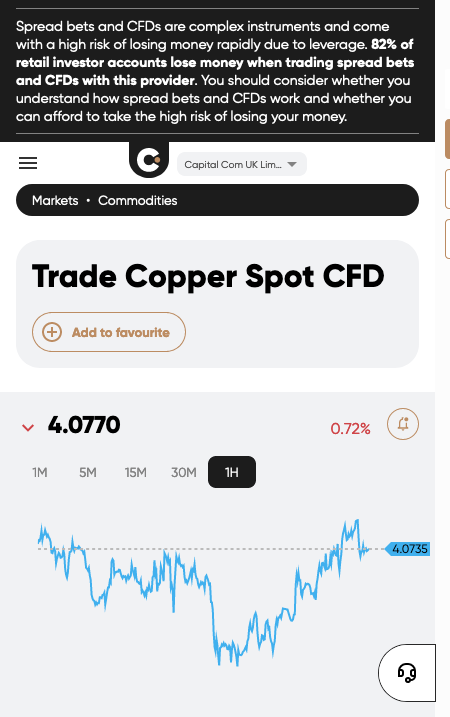 Spread bets and CFDs are complex instruments and come
with a high risk of losing money rapidly due to leverage. 82% of
retail investor accounts lose money when trading spread bets
and CFDs with this provider. You should consider whether you
understand how spread bets and CFDs work and whether you
can afford to take the high risk of losing your money.
Capital Com UK Lim...
Markets • Commodities
Trade Copper Spot CFD
Add to favourite
4.0770
0.72%
1M 5M 15M 30M 1H
4.0735